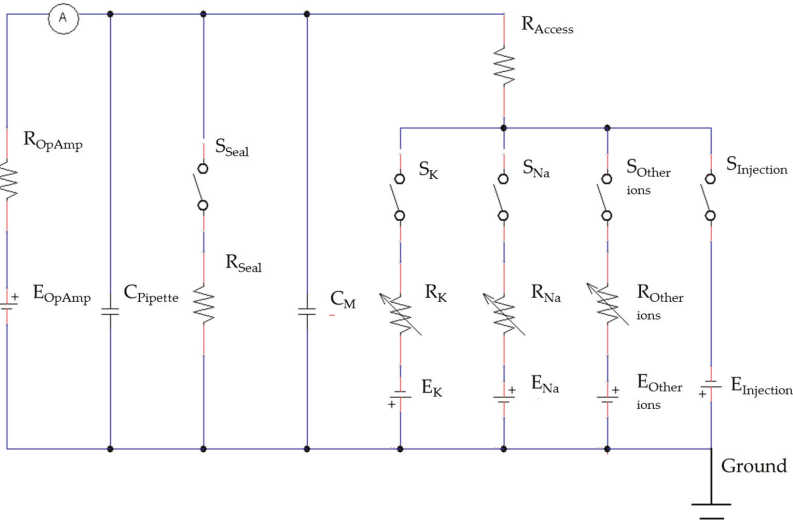 A
R_Access
R_OpAmp
S_Seal
S_K
S_Na
S_Other
ions
S_Injection
R_Seal
E_OpAmp
+
C_Pipette
C_M
R_K
R_Na
R_Other
ions
E_K
+
E_Na
+
E_Other
ions
+
E_Injection
+
Ground